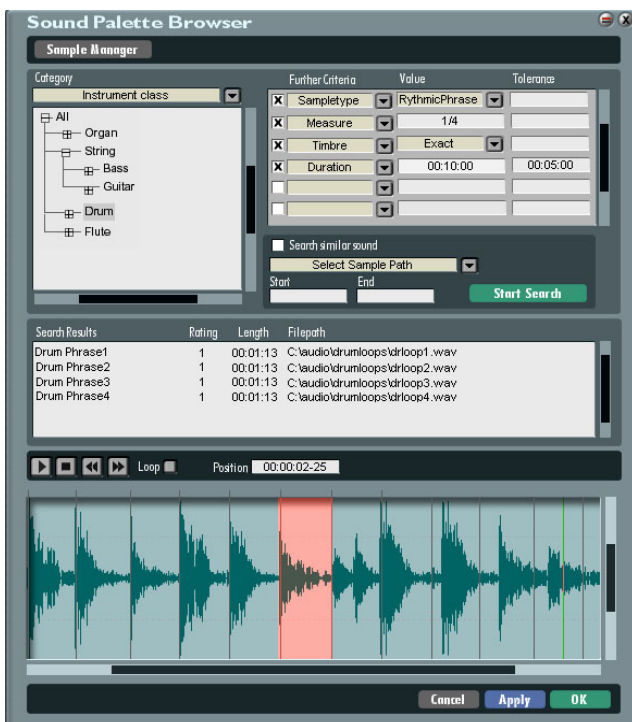 Sound Palette Browser
X
Sample Manager
Category
Instrument class
All
Organ
String
Bass
Guitar
Drum
Flute
Further Criteria Value Tolerance
X Sampletype RythmicPhrase
X Measure 1/4
X Timbre Exact
X Duration 00:10:00 00:05:00
Search similar sound
Select Sample Path
Start End
Start Search
Search Results Rating Length Filepath
Drum Phrase1 1 00:01:13 C:\audio\drumloops\drloop1.wav
Drum Phrase2 1 00:01:13 C:\audio\drumloops\drloop2.wav
Drum Phrase3 1 00:01:13 C:\audio\drumloops\drloop3.wav
Drum Phrase4 1 00:01:13 C:\audio\drumloops\drloop4.wav
Loop Position 00:00:02-25
Cancel Apply OK